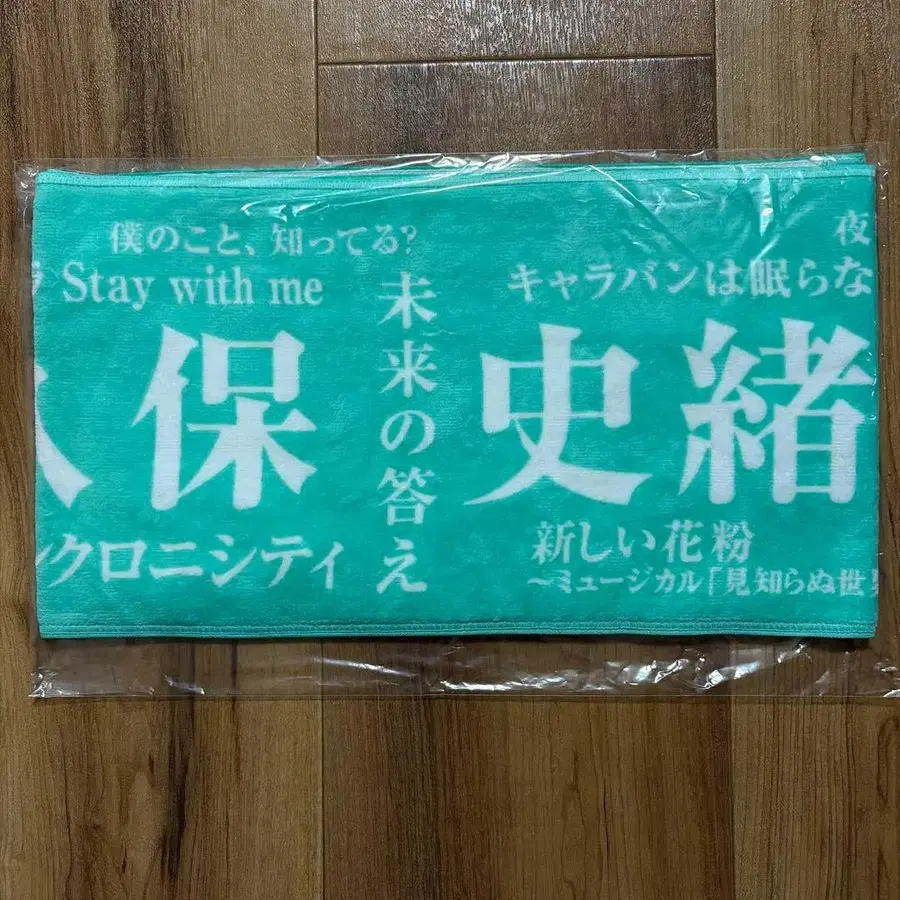 僕のこと、知ってる?
Stay with me
未来の答え
夜
キャラバンは眠らな
保
史緒
クロニシティ
新しい花粉
~ミュージカル「見知らぬ世界